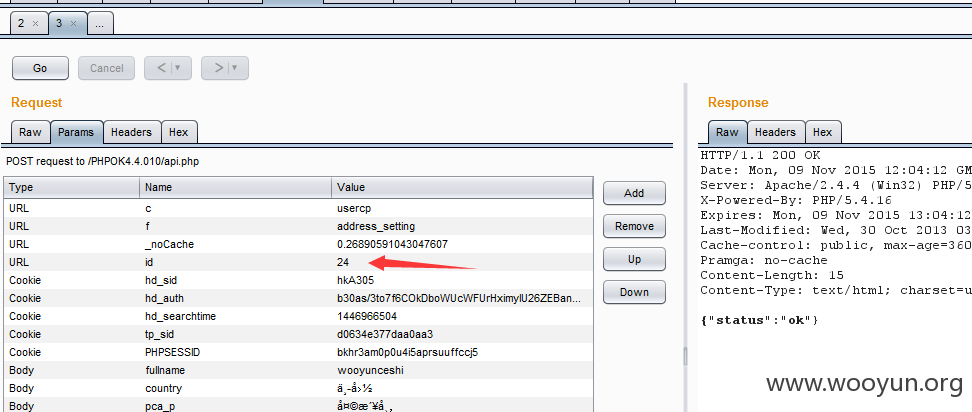 2 × 3 × ...
Go Cancel < > 
Request
Raw Params Headers Hex
POST request to /PHPOK4.4.010/api.php
Type Name Value
URL c usercp
URL f address_setting
URL _noCache 0.26890591043047607
URL id 24
Cookie hd_sid hkA305
Cookie hd_auth b30as/3to7f6COkDboWUcWFUrHximylU26ZEBan...
Cookie hd_searchtime 1446966504
Cookie tp_sid d0634e377daa0aa3
Cookie PHPSESSID bkhr3am0p0u4i5aprsuuffccj5
Body fullname wooyunceshi
Body country ä¸-å›½
Body pca_p å¤©æ´¥å¸‚
Add
Remove
Up
Down
Response
Raw Headers Hex
HTTP/1.1 200 OK
Date: Mon, 09 Nov 2015 12:04:12 GM
Server: Apache/2.4.4 (Win32) PHP/5
X-Powered-By: PHP/5.4.16
Expires: Mon, 09 Nov 2015 13:04:12
Last-Modified: Wed, 30 Oct 2013 03
Cache-control: public, max-age=360
Pramga: no-cache
Content-Length: 15
Content-Type: text/html; charset=u
{"status":"ok"}
www.wooyun.org